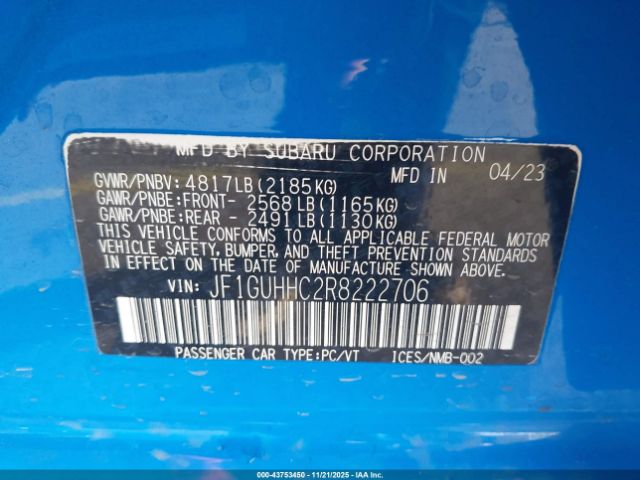 MFD BY SUBARU CORPORATION
MFD IN 04/23
GVWR/PNBV: 4817LB (2185KG)
GAWR/PNBE:FRONT- 2568 LB (1165KG)
GAWR/PNBE:REAR - 2491 LB (1130KG)
THIS VEHICLE CONFORMS TO ALL APPLICABLE FEDERAL MOTOR
VEHICLE SAFETY, BUMPER, AND THEFT PREVENTION STANDARDS
IN EFFECT ON THE DATE OF MANUFACTURE SHOWN ABOVE.
VIN: JF1GUHHC2R8222706
PASSENGER CAR TYPE:PC/VT ICES/NMB-002
000-43753450 - 11/21/2025 - IAAI.COM